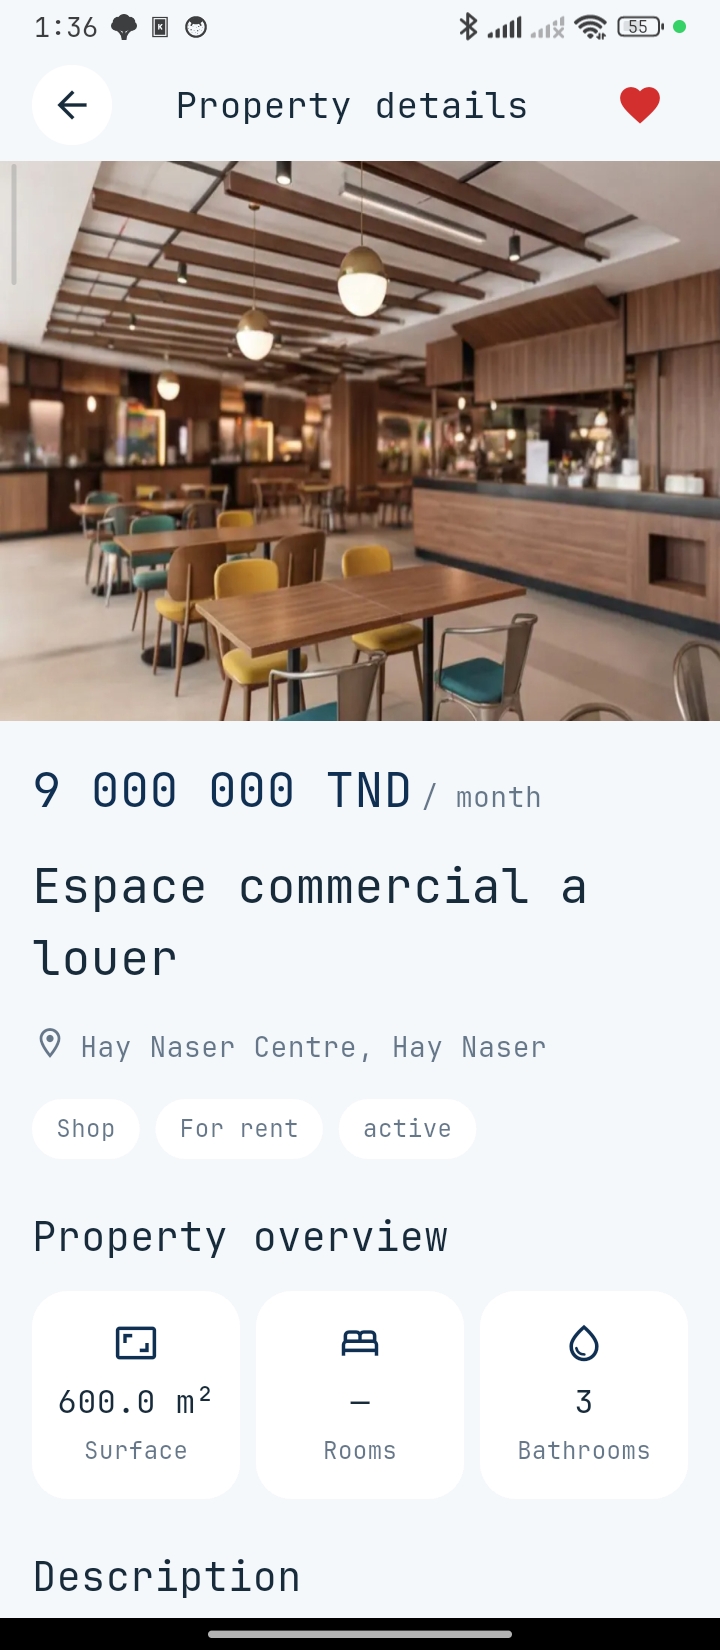 1:36
55
Property details
9 000 000 TND / month
Espace commercial a
louer
Hay Naser Centre, Hay Naser
Shop For rent active
Property overview
600.0 m² – 3
Surface Rooms Bathrooms
Description